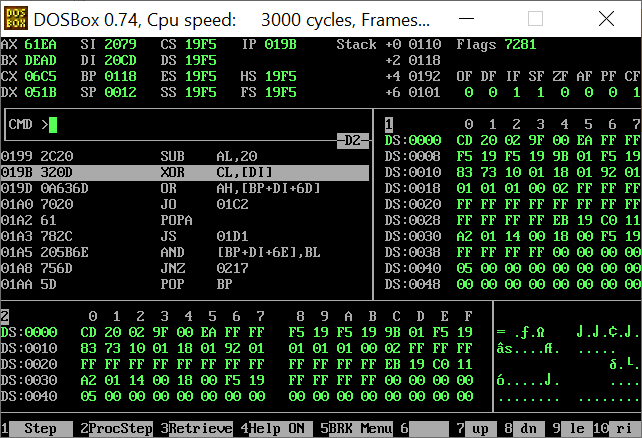 DOS BOX DOSBox 0.74, Cpu speed: 3000 cycles, Frames...
AX 61EA SI 2079 CS 19F5 IP 019B Stack +0 0110 Flags 7281
BX DEAD DI 20CD DS 19F5 +2 0118
CX 06C5 BP 0118 ES 19F5 HS 19F5 +4 0192 OF DF IF SF ZF AF PF CF
DX 051B SP 0012 SS 19F5 FS 19F5 +6 0101 0 0 1 1 0 0 0 1
CMD >
D2
1 0 1 2 3 4 5 6 7
DS:0000 CD 20 02 9F 00 EA FF FF
DS:0008 F5 19 F5 19 9B 01 F5 19
DS:0010 83 73 10 01 18 01 92 01
DS:0018 01 01 01 00 02 FF FF FF
DS:0020 FF FF FF FF FF FF FF FF
DS:0028 FF FF FF FF EB 19 C0 11
DS:0030 A2 01 14 00 18 00 F5 19
DS:0038 FF FF FF FF 00 00 00 00
DS:0040 05 00 00 00 00 00 00 00
DS:0048 00 00 00 00 00 00 00 00
0199 2C20 SUB AL,20
019B 320D XOR CL,[DI]
019D 0A636D OR AH,[BP+DI+6D]
01A0 7020 JO 01C2
01A2 61 POPA
01A3 782C JS 01D1
01A5 205B6E AND [BP+DI+6E],BL
01A8 756D JNZ 0217
01AA 5D POP BP
2 0 1 2 3 4 5 6 7 8 9 A B C D E F
DS:0000 CD 20 02 9F 00 EA FF FF F5 19 F5 19 9B 01 F5 19 = .ƒ.Ω J.J.¢.J.
DS:0010 83 73 10 01 18 01 92 01 01 01 01 00 02 FF FF FF âs....Æ. .....
DS:0020 FF FF FF FF FF FF FF FF FF FF FF FF EB 19 C0 11 δ.└.
DS:0030 A2 01 14 00 18 00 F5 19 FF FF FF FF 00 00 00 00 ó.....J. ....
DS:0040 05 00 00 00 00 00 00 00 00 00 00 00 00 00 00 00 ........ ........
1 Step 2ProcStep 3Retrieve 4Help ON 5BRK Menu 6 7 up 8 dn 9 le 10 ri